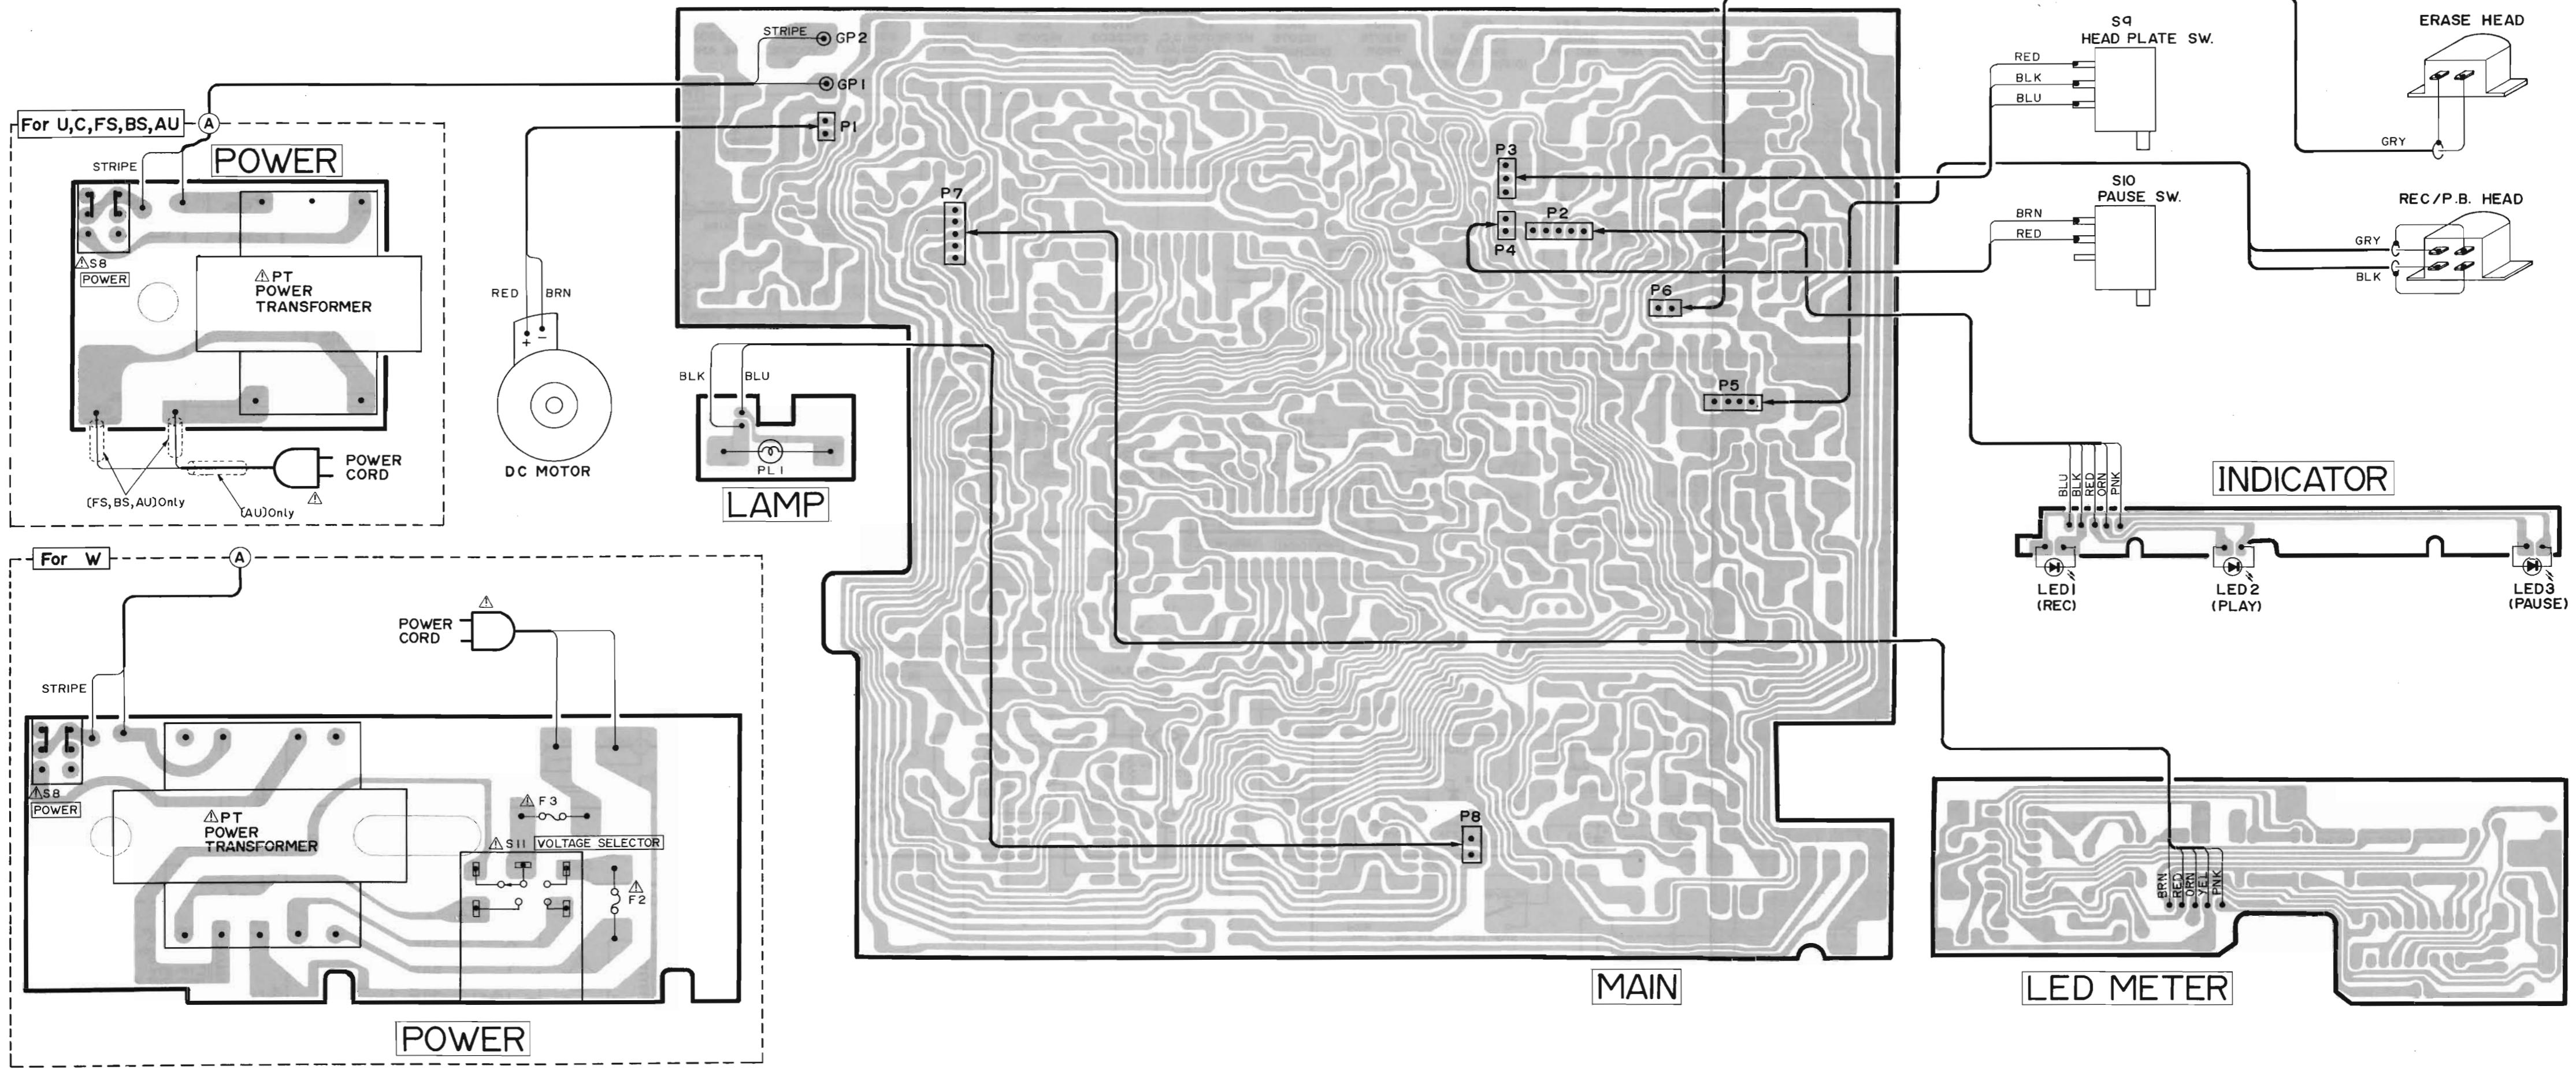 For U,C,FS,BS,AU
A
POWER
STRIPE
⚠S8
POWER
⚠PT
POWER
TRANSFORMER
POWER
CORD
⚠
(FS,BS,AU)Only
(AU)Only
For W
A
POWER
CORD
⚠
STRIPE
⚠S8
POWER
⚠PT
POWER
TRANSFORMER
⚠F3
⚠S11 VOLTAGE SELECTOR
⚠
F2
POWER
RED
BRN
+
−
DC MOTOR
BLK
BLU
PL1
LAMP
STRIPE
GP2
GP1
P1
P7
P3
P4
P2
P6
P5
P8
MAIN
S9
HEAD PLATE SW.
RED
BLK
BLU
S10
PAUSE SW.
BRN
RED
ERASE HEAD
GRY
REC/P.B. HEAD
GRY
BLK
INDICATOR
BLU
BLK
RED
ORN
PNK
LED1
(REC)
LED2
(PLAY)
LED3
(PAUSE)
BRN
RED
ORN
YEL
PNK
LED METER